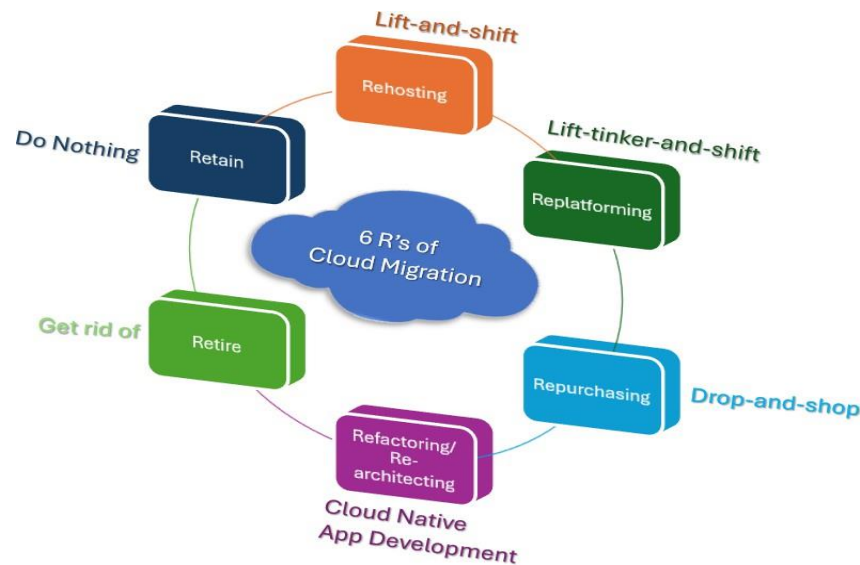 Lift-and-shift
Rehosting
Lift-tinker-and-shift
Replatforming
Do Nothing
Retain
6 R's of
Cloud Migration
Get rid of
Retire
Repurchasing
Drop-and-shop
Refactoring/
Re-
architecting
Cloud Native
App Development